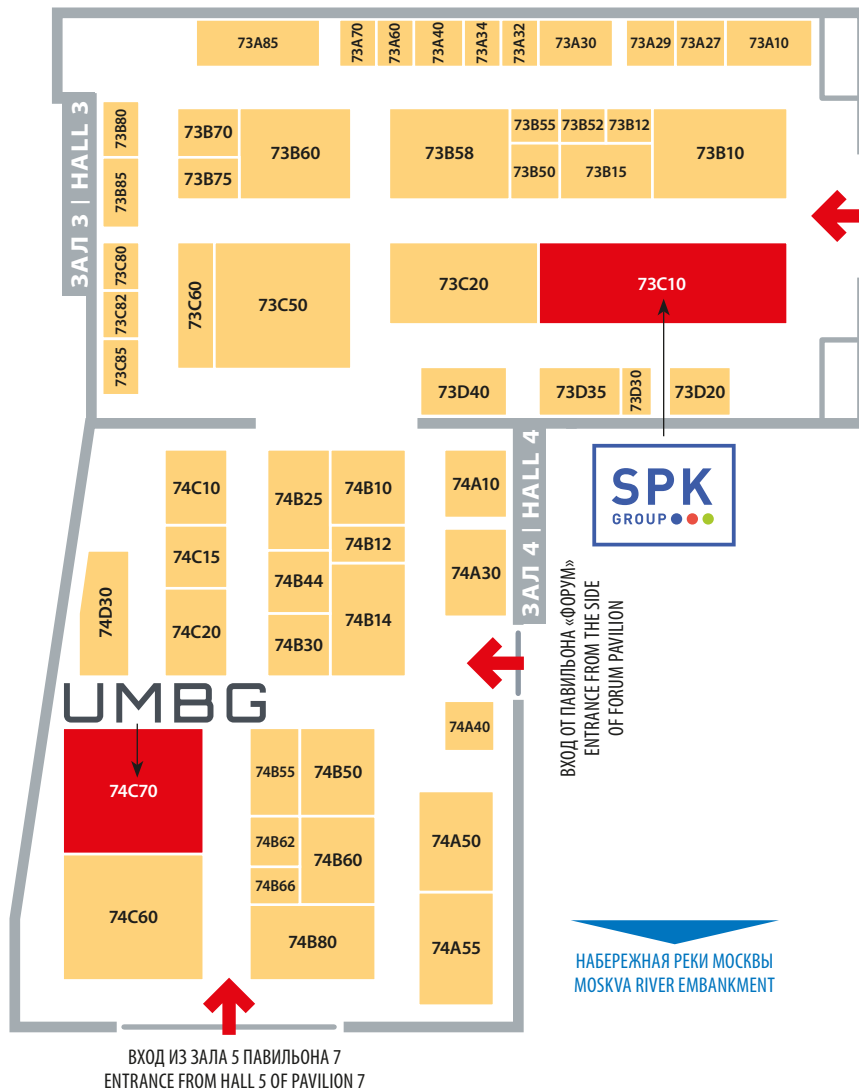 73A85
73A70
73A60
73A40
73A34
73A32
73A30
73A29
73A27
73A10
ЗАЛ 3 | HALL 3
73B80
73B85
73B70
73B75
73B60
73B58
73B55
73B52
73B12
73B50
73B15
73B10
73C80
73C82
73C85
73C60
73C50
73C20
73C10
73D40
73D35
73D30
73D20
ЗАЛ 4 | HALL 4
SPK
GROUP
74C10
74C15
74C20
74D30
74B25
74B10
74B12
74B44
74B14
74B30
74A10
74A30
ВХОД ОТ ПАВИЛЬОНА «ФОРУМ»
ENTRANCE FROM THE SIDE
OF FORUM PAVILION
UMBG
74A40
74C70
74C60
74B55
74B50
74B62
74B60
74B66
74B80
74A50
74A55
НАБЕРЕЖНАЯ РЕКИ МОСКВЫ
MOSKVA RIVER EMBANKMENT
ВХОД ИЗ ЗАЛА 5 ПАВИЛЬОНА 7
ENTRANCE FROM HALL 5 OF PAVILION 7